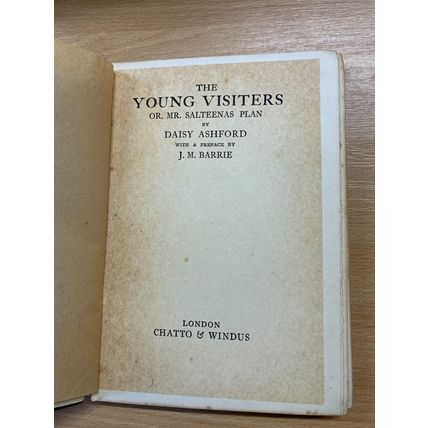 THE
YOUNG VISITERS
OR, MR. SALTEENAS PLAN
BY
DAISY ASHFORD
WITH A PREFACE BY
J. M. BARRIE
LONDON
CHATTO & WINDUS